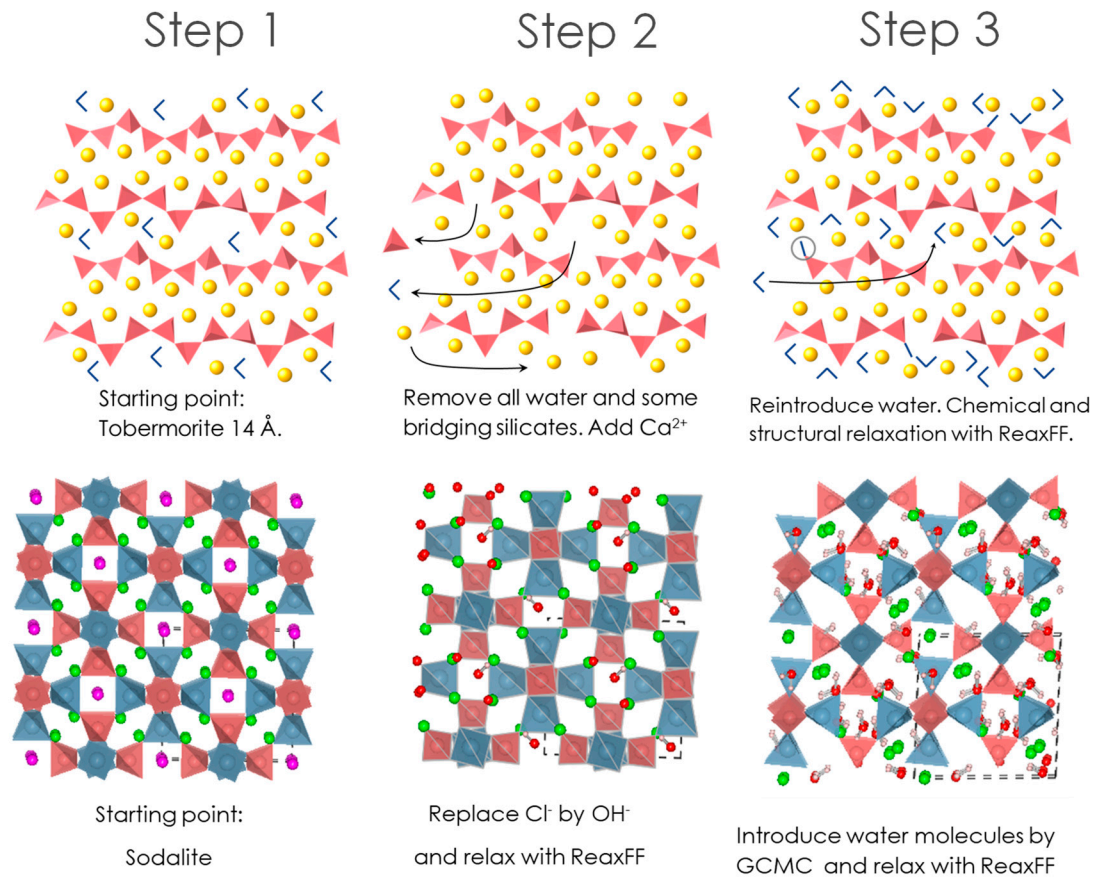 Step 1
Step 2
Step 3
Starting point:
Tobermorite 14 Å.
Remove all water and some
bridging silicates. Add Ca²⁺
Reintroduce water. Chemical and
structural relaxation with ReaxFF.
Starting point:
Sodalite
Replace Cl⁻ by OH⁻
and relax with ReaxFF
Introduce water molecules by
GCMC and relax with ReaxFF